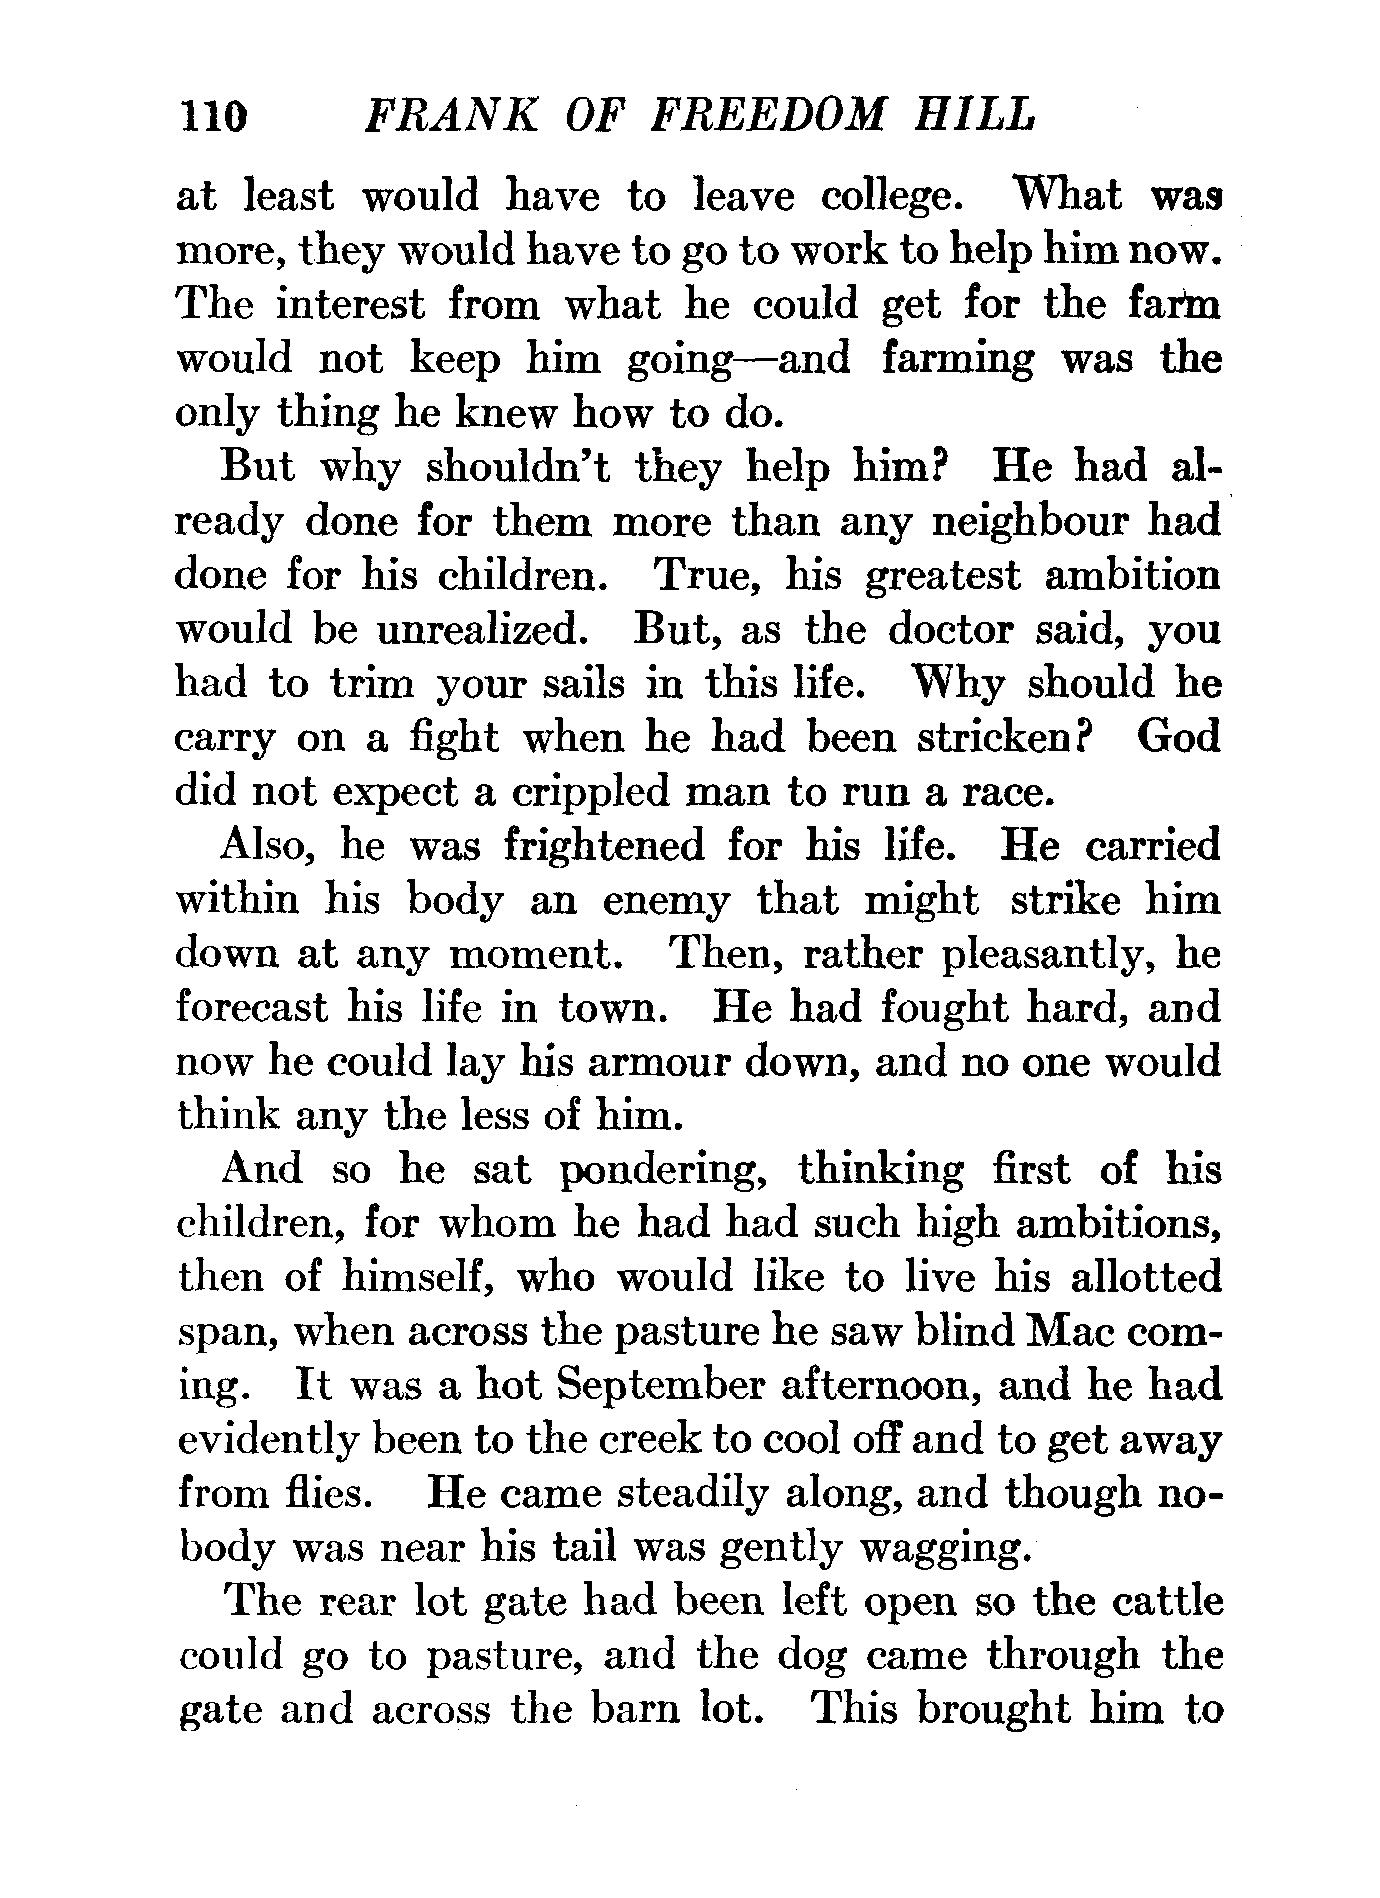 110 FRANK OF FREEDOM HILL
at least would have to leave college. What was
more, they would have to go to work to help him now.
The interest from what he could get for the farm
would not keep him going—and farming was the
only thing he knew how to do.
But why shouldn't they help him? He had al-
ready done for them more than any neighbour had
done for his children. True, his greatest ambition
would be unrealized. But, as the doctor said, you
had to trim your sails in this life. Why should he
carry on a fight when he had been stricken? God
did not expect a crippled man to run a race.
Also, he was frightened for his life. He carried
within his body an enemy that might strike him
down at any moment. Then, rather pleasantly, he
forecast his life in town. He had fought hard, and
now he could lay his armour down, and no one would
think any the less of him.
And so he sat pondering, thinking first of his
children, for whom he had had such high ambitions,
then of himself, who would like to live his allotted
span, when across the pasture he saw blind Mac com-
ing. It was a hot September afternoon, and he had
evidently been to the creek to cool off and to get away
from flies. He came steadily along, and though no-
body was near his tail was gently wagging.
The rear lot gate had been left open so the cattle
could go to pasture, and the dog came through the
gate and across the barn lot. This brought him to